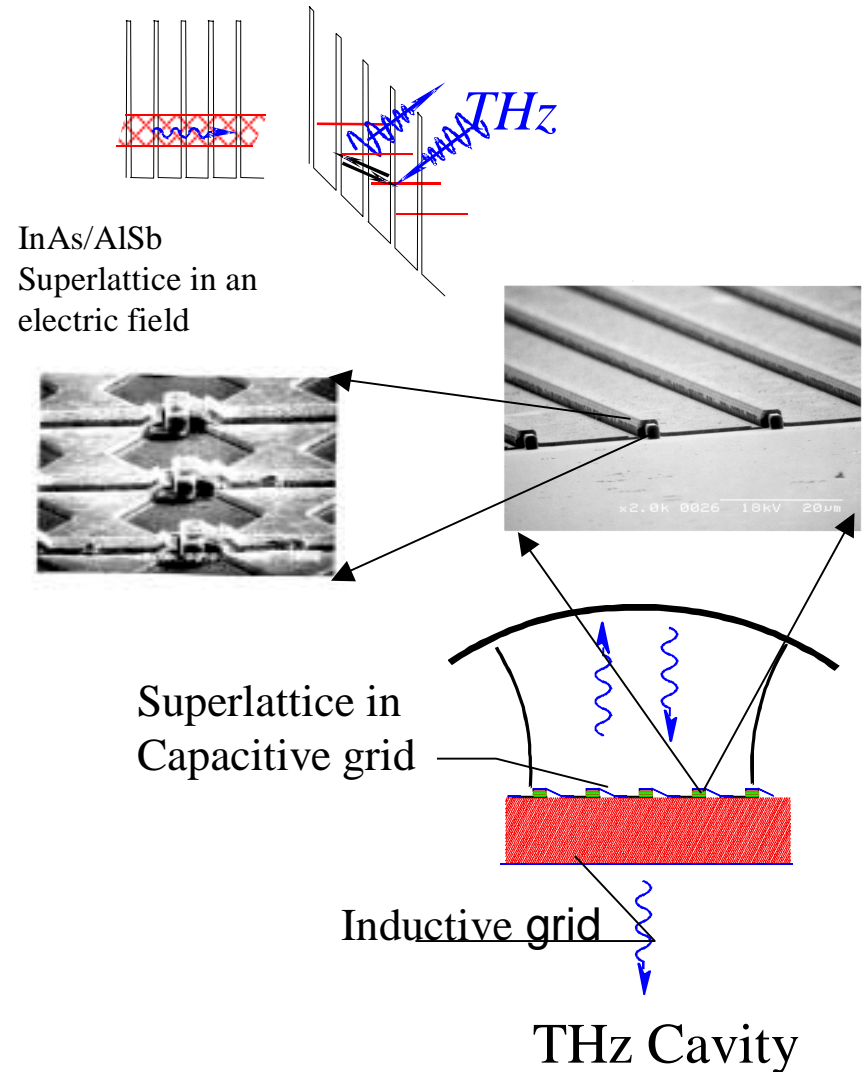 THz
InAs/AlSb
Superlattice in an
electric field
x2.0k 0026 18kV 20µm
Superlattice in
Capacitive grid
Inductive grid
THz Cavity